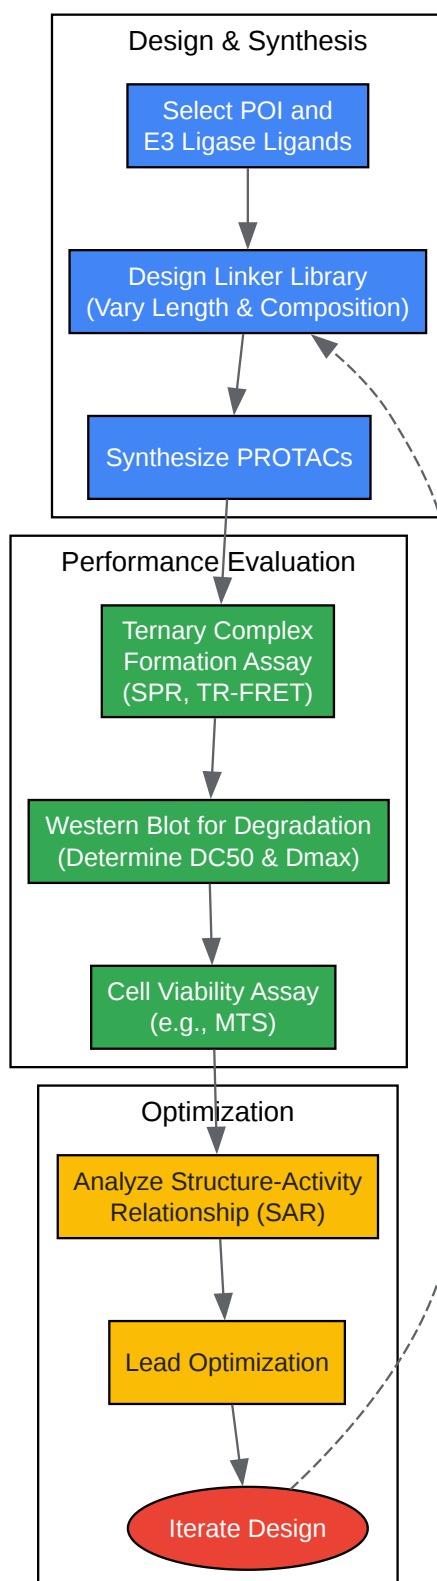 Design & Synthesis
Select POI and
E3 Ligase Ligands
Design Linker Library
(Vary Length & Composition)
Synthesize PROTACs
Performance Evaluation
Ternary Complex
Formation Assay
(SPR, TR-FRET)
Western Blot for Degradation
(Determine DC50 & Dmax)
Cell Viability Assay
(e.g., MTS)
Optimization
Analyze Structure-Activity
Relationship (SAR)
Lead Optimization
Iterate Design